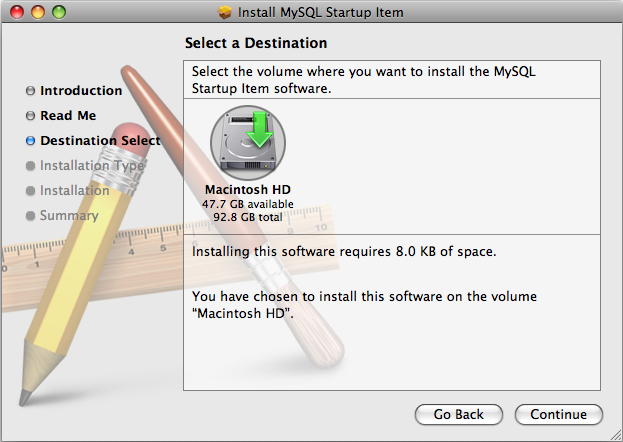 Install MySQL Startup Item
Select a Destination
Introduction
Read Me
Destination Select
Installation Type
Installation
Summary
Select the volume where you want to install the MySQL
Startup Item software.
Macintosh HD
47.7 GB available
92.8 GB total
Installing this software requires 8.0 KB of space.
You have chosen to install this software on the volume
“Macintosh HD”.
Go Back
Continue